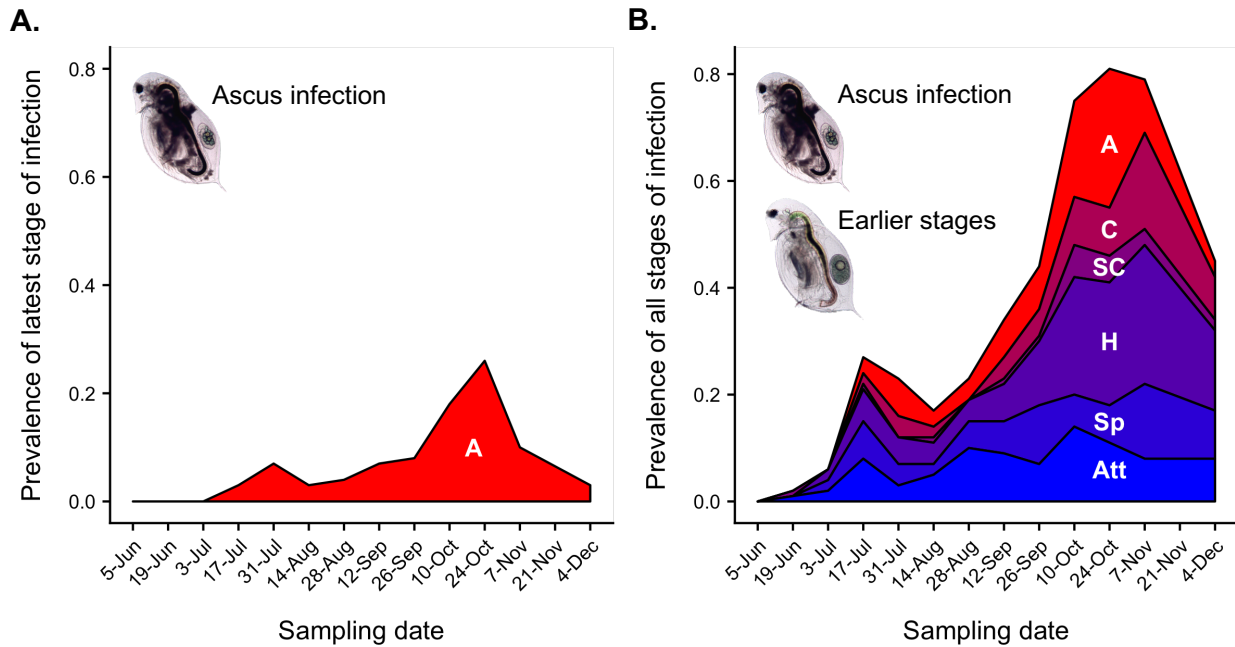 A.
Prevalence of latest stage of infection
0.8
0.6
0.4
0.2
0.0
Ascus infection
A
5-Jun
19-Jun
3-Jul
17-Jul
31-Jul
14-Aug
28-Aug
12-Sep
26-Sep
10-Oct
24-Oct
7-Nov
21-Nov
4-Dec
Sampling date
B.
Prevalence of all stages of infection
0.8
0.6
0.4
0.2
0.0
Ascus infection
Earlier stages
A
C
SC
H
Sp
Att
5-Jun
19-Jun
3-Jul
17-Jul
31-Jul
14-Aug
28-Aug
12-Sep
26-Sep
10-Oct
24-Oct
7-Nov
21-Nov
4-Dec
Sampling date